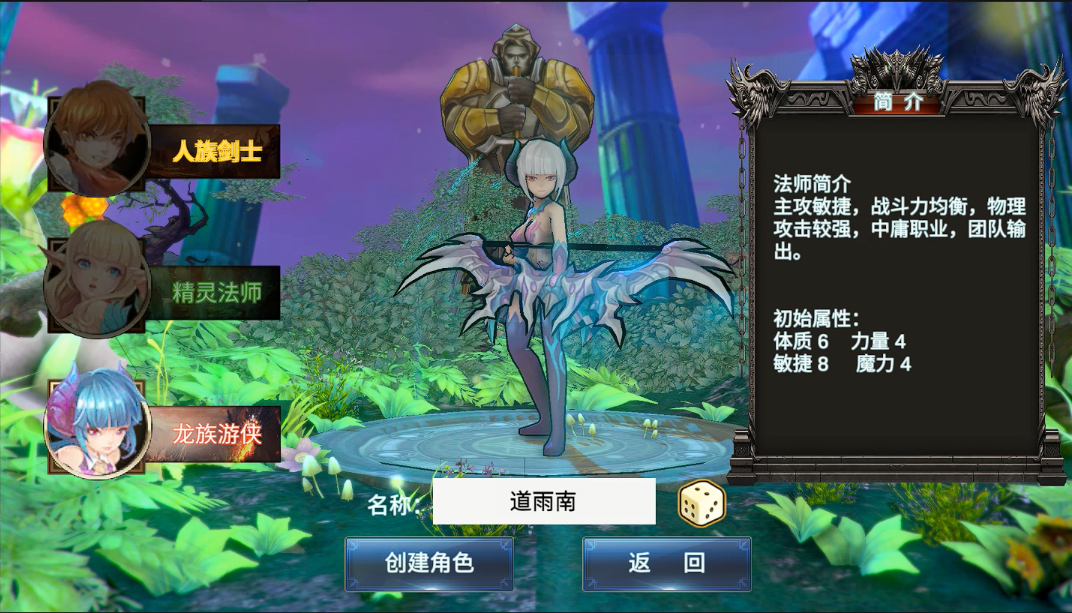 人族剑士
精灵法师
龙族游侠
简 介
法师简介
主攻敏捷，战斗力均衡，物理
攻击较强，中庸职业，团队输
出。
初始属性：
体质 6 力量 4
敏捷 8 魔力 4
名称：
道雨南
创建角色
返 回